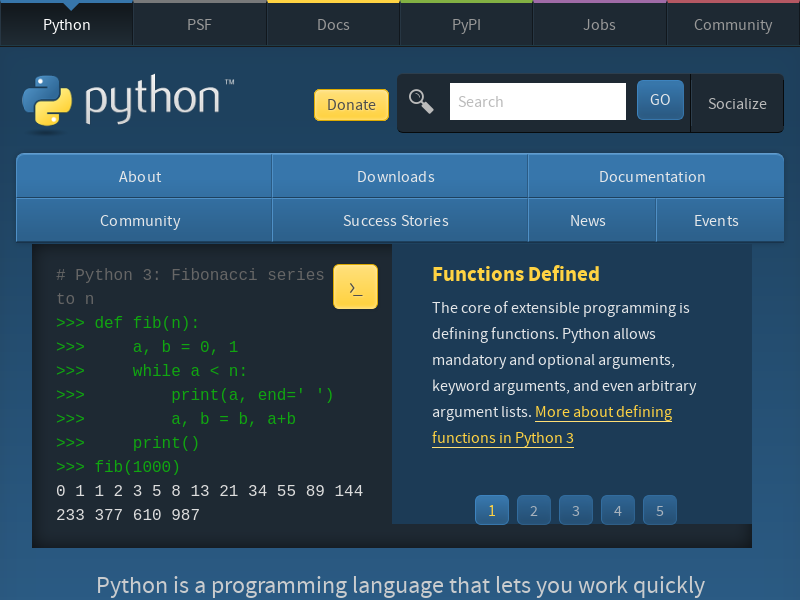 Python
PSF
Docs
PyPI
Jobs
Community
python™
Donate
Search
GO
Socialize
About
Downloads
Documentation
Community
Success Stories
News
Events
# Python 3: Fibonacci series
to n
>>> def fib(n):
>>>     a, b = 0, 1
>>>     while a < n:
>>>         print(a, end=' ')
>>>         a, b = b, a+b
>>>     print()
>>> fib(1000)
0 1 1 2 3 5 8 13 21 34 55 89 144
233 377 610 987
>_
Functions Defined
The core of extensible programming is
defining functions. Python allows
mandatory and optional arguments,
keyword arguments, and even arbitrary
argument lists. More about defining
functions in Python 3
1
2
3
4
5
Python is a programming language that lets you work quickly